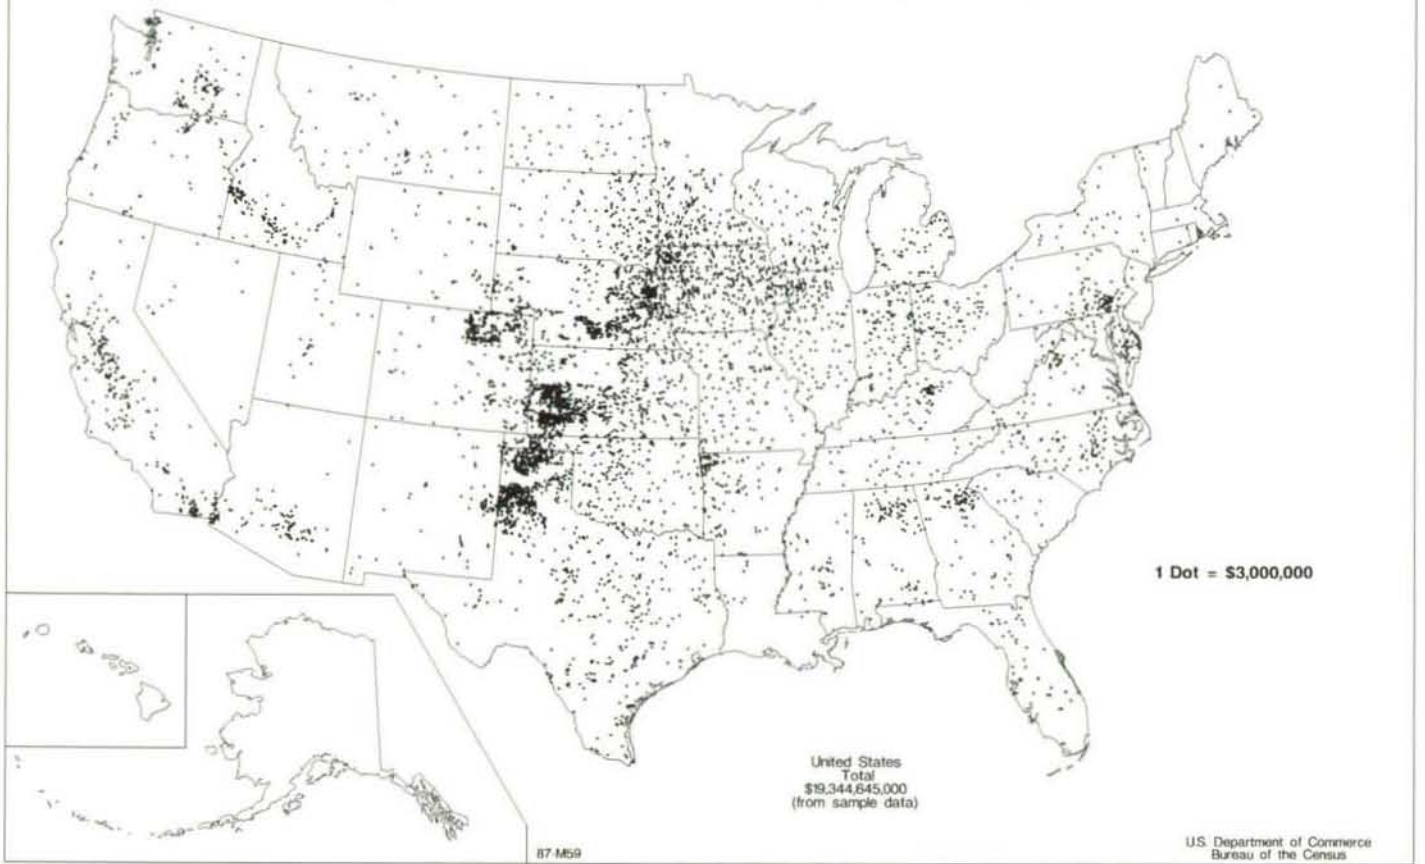 1 Dot = $3,000,000
United States
Total
$19,344,645,000
(from sample data)
87-M59
U.S. Department of Commerce
Bureau of the Census